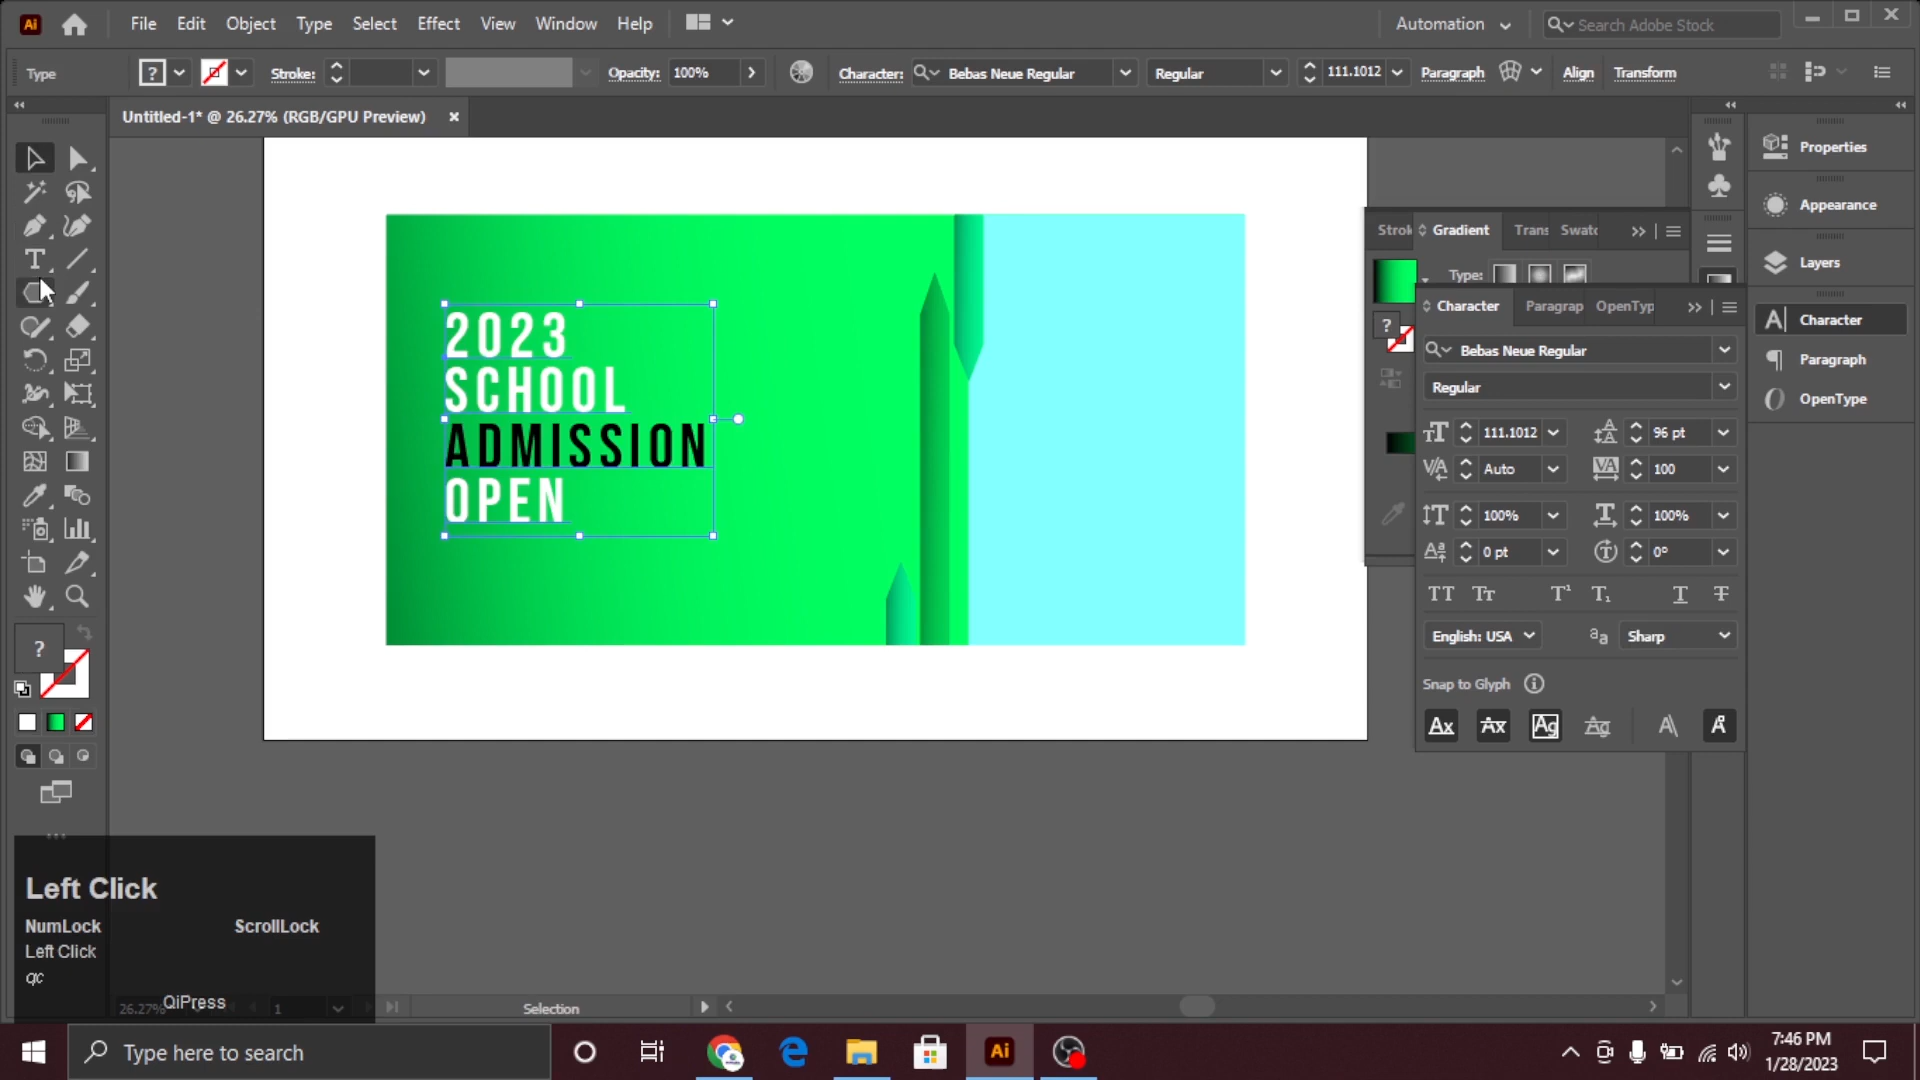 Ai File Edit Object Type Select Effect View Window Help Automation Search Adobe Stock
Type ? Stroke: Opacity: 100% Character: Bebas Neue Regular Regular 111.1012 Paragraph Align Transform
Untitled-1* @ 26.27% (RGB/GPU Preview) ×
2023
SCHOOL
ADMISSION
OPEN
Strok Gradient Trans Swatc
Type:
?
Character Paragrap OpenTyp
Bebas Neue Regular
Regular
111.1012 96 pt
Auto 100
100% 100%
0 pt 0°
English: USA Sharp
Snap to Glyph
Properties
Appearance
Layers
Character
Paragraph
OpenType
?
Left Click
NumLock ScrollLock
Left Click
qc
QiPress
26.27% 1 Selection
Type here to search
Ai
7:46 PM
1/28/2023